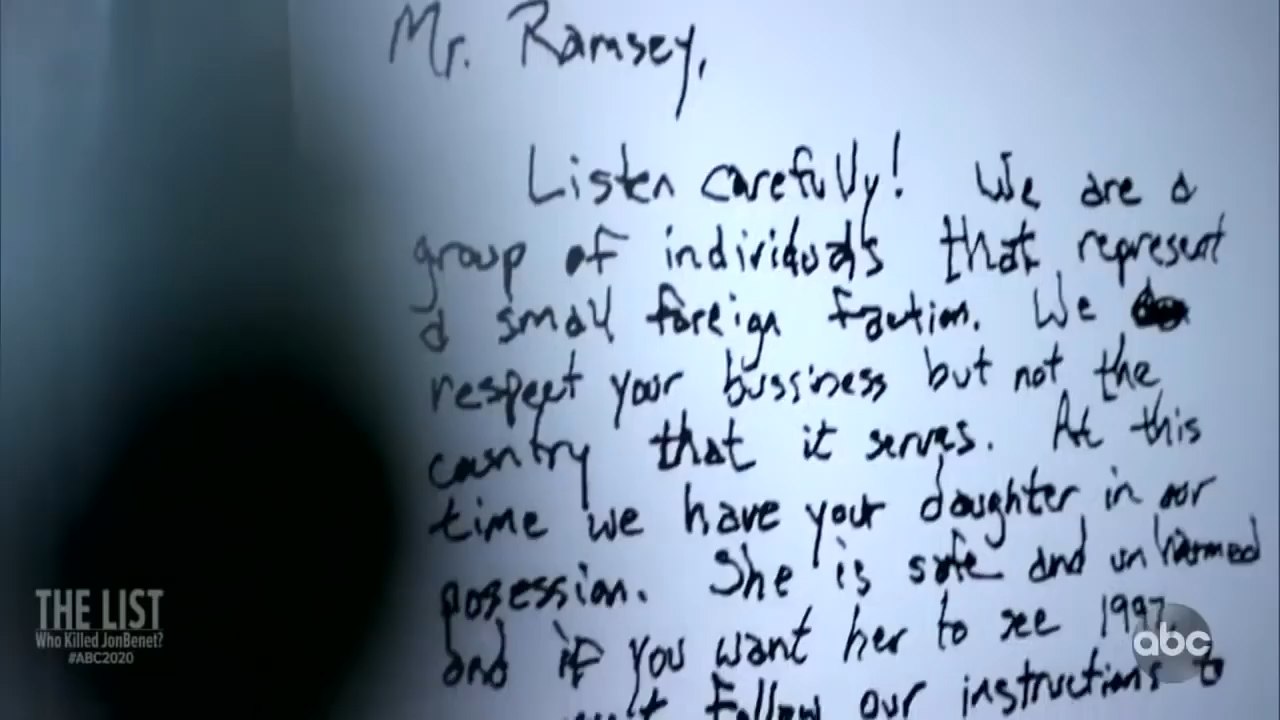 Mr. Ramsey,
Listen carefully! We are a
group of individuals that represent
a small foreign faction. We
respect your bussiness but not the
country that it serves. At this
time we have your daughter in our
posession. She is safe and unharmed
and if you want her to see 1997
follow our instructions to
THE LIST
Who Killed JonBenet?
#ABC2020
abc